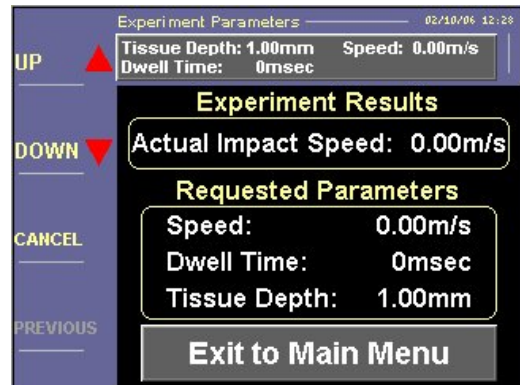 Experiment Parameters 02/10/06 12:28
Tissue Depth: 1.00mm Speed: 0.00m/s
Dwell Time: 0msec
UP
DOWN
CANCEL
PREVIOUS
Experiment Results
Actual Impact Speed: 0.00m/s
Requested Parameters
Speed: 0.00m/s
Dwell Time: 0msec
Tissue Depth: 1.00mm
Exit to Main Menu